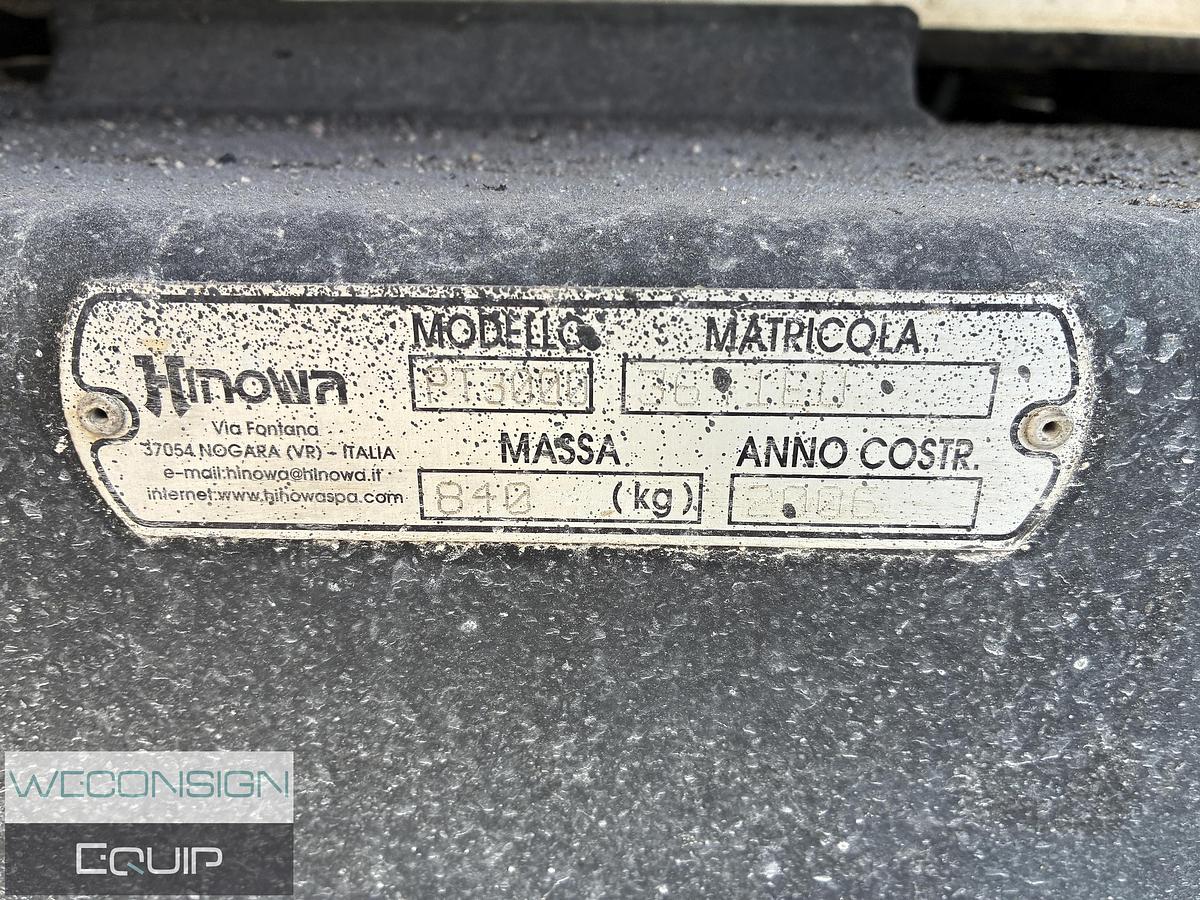 MODELLO MATRICOLA
HINOWA
PT3000
Via Fontana
37054 NOGARA (VR) - ITALIA
e-mail:hinowa@hinowa.it
internet:www.hinowaspa.com
MASSA ANNO COSTR.
840 (kg) 2006
WECONSIGN
EQUIP